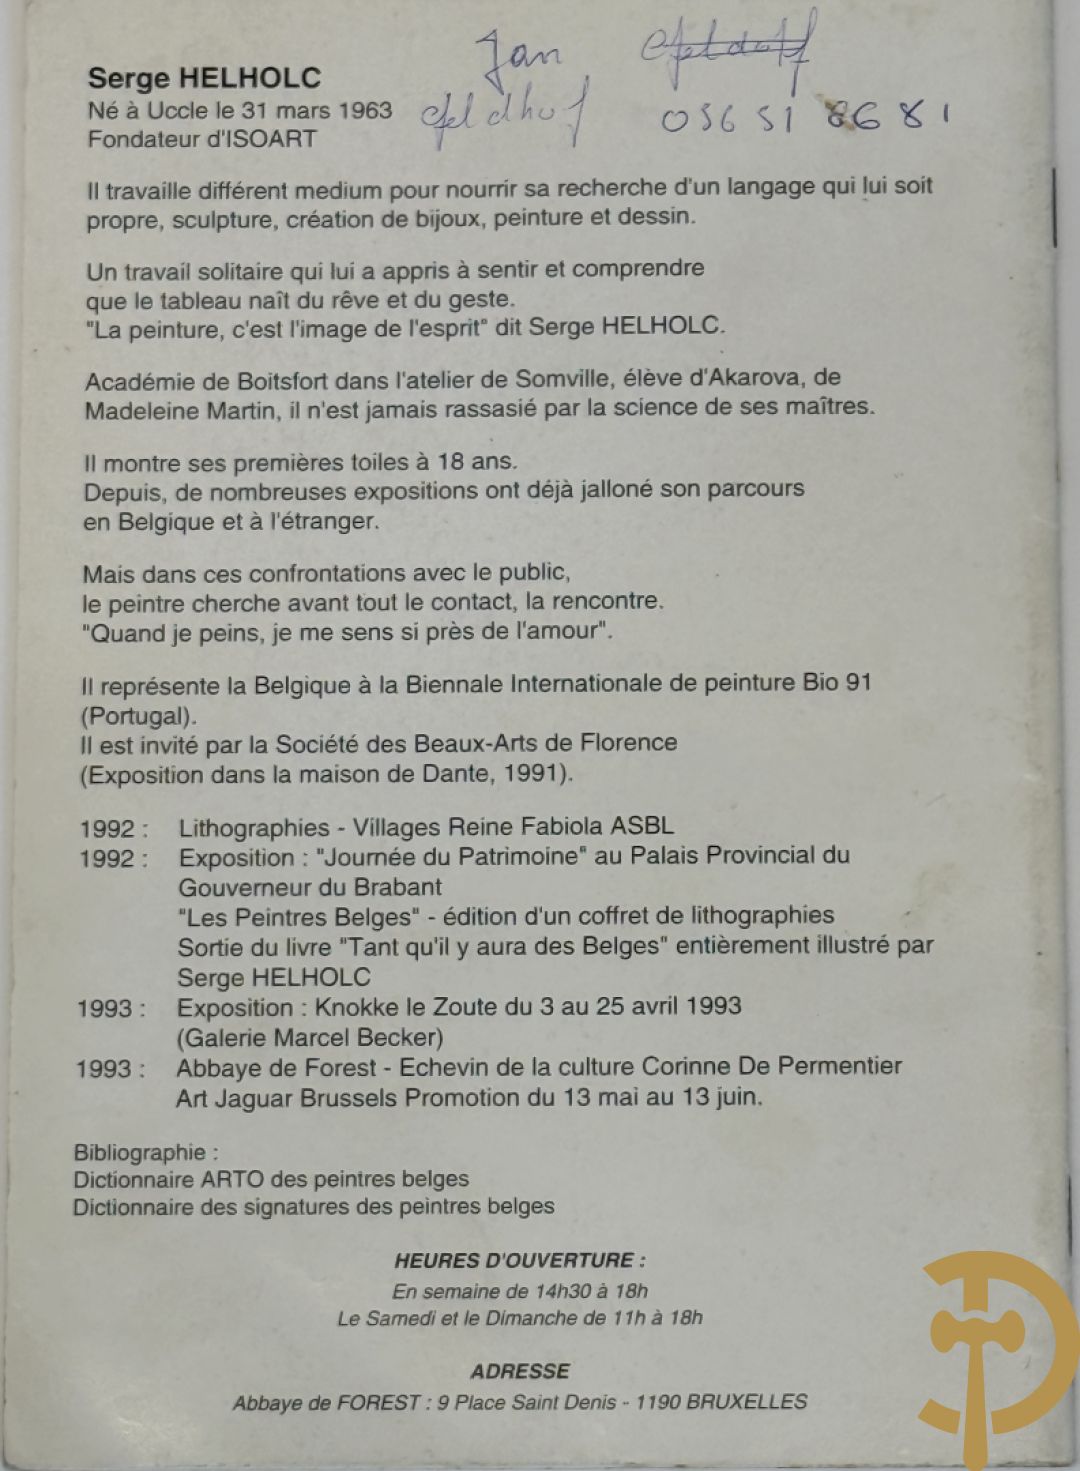 Jan
Serge HELHOLC
Né à Uccle le 31 mars 1963
Fondateur d'ISOART
Il travaille différent medium pour nourrir sa recherche d'un langage qui lui soit
propre, sculpture, création de bijoux, peinture et dessin.
Un travail solitaire qui lui a appris à sentir et comprendre
que le tableau naît du rêve et du geste.
"La peinture, c'est l'image de l'esprit" dit Serge HELHOLC.
Académie de Boitsfort dans l'atelier de Somville, élève d'Akarova, de
Madeleine Martin, il n'est jamais rassasié par la science de ses maîtres.
Il montre ses premières toiles à 18 ans.
Depuis, de nombreuses expositions ont déjà jalloné son parcours
en Belgique et à l'étranger.
Mais dans ces confrontations avec le public,
le peintre cherche avant tout le contact, la rencontre.
"Quand je peins, je me sens si près de l'amour".
Il représente la Belgique à la Biennale Internationale de peinture Bio 91
(Portugal).
Il est invité par la Société des Beaux-Arts de Florence
(Exposition dans la maison de Dante, 1991).
1992 : Lithographies - Villages Reine Fabiola ASBL
1992 : Exposition : "Journée du Patrimoine" au Palais Provincial du
Gouverneur du Brabant
"Les Peintres Belges" - édition d'un coffret de lithographies
Sortie du livre "Tant qu'il y aura des Belges" entièrement illustré par
Serge HELHOLC
1993 : Exposition : Knokke le Zoute du 3 au 25 avril 1993
(Galerie Marcel Becker)
1993 : Abbaye de Forest - Echevin de la culture Corinne De Permentier
Art Jaguar Brussels Promotion du 13 mai au 13 juin.
Bibliographie :
Dictionnaire ARTO des peintres belges
Dictionnaire des signatures des peintres belges
HEURES D'OUVERTURE :
En semaine de 14h30 à 18h
Le Samedi et le Dimanche de 11h à 18h
ADRESSE
Abbaye de FOREST : 9 Place Saint Denis - 1190 BRUXELLES